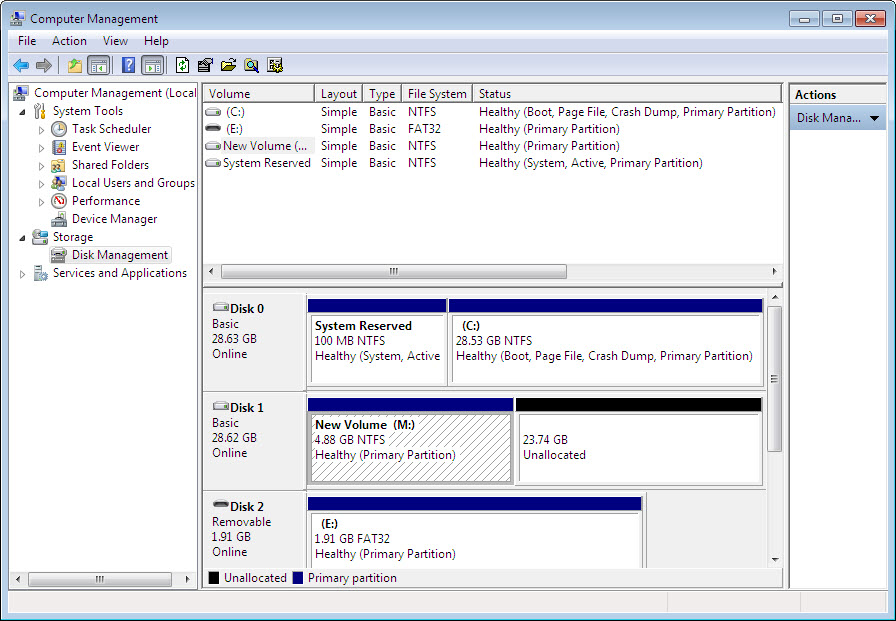 Computer Management
File Action View Help
Computer Management (Local
System Tools
Task Scheduler
Event Viewer
Shared Folders
Local Users and Groups
Performance
Device Manager
Storage
Disk Management
Services and Applications
Volume Layout Type File System Status
(C:) Simple Basic NTFS Healthy (Boot, Page File, Crash Dump, Primary Partition)
(E:) Simple Basic FAT32 Healthy (Primary Partition)
New Volume (... Simple Basic NTFS Healthy (Primary Partition)
System Reserved Simple Basic NTFS Healthy (System, Active, Primary Partition)
Disk 0
Basic
28.63 GB
Online
System Reserved
100 MB NTFS
Healthy (System, Active
(C:)
28.53 GB NTFS
Healthy (Boot, Page File, Crash Dump, Primary Partition)
Disk 1
Basic
28.62 GB
Online
New Volume (M:)
4.88 GB NTFS
Healthy (Primary Partition)
23.74 GB
Unallocated
Disk 2
Removable
1.91 GB
Online
(E:)
1.91 GB FAT32
Healthy (Primary Partition)
Unallocated Primary partition
Actions
Disk Mana...